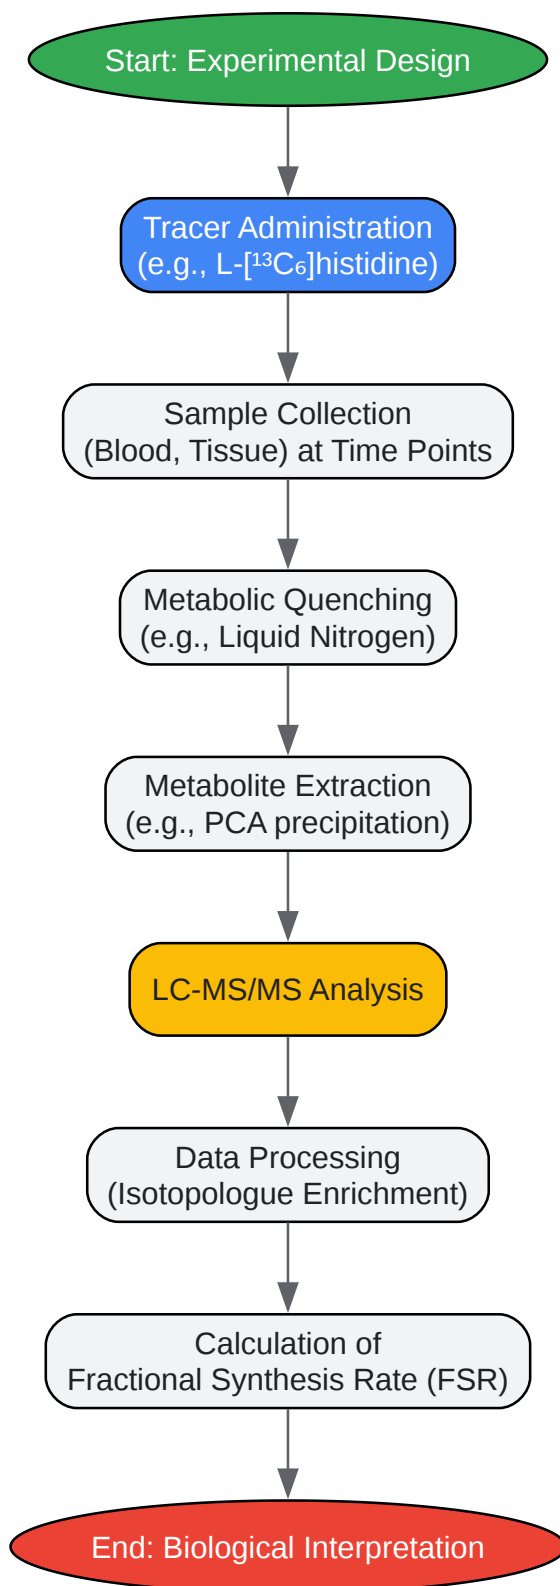 Start: Experimental Design
Tracer Administration
(e.g., L-[¹³C₆]histidine)
Sample Collection
(Blood, Tissue) at Time Points
Metabolic Quenching
(e.g., Liquid Nitrogen)
Metabolite Extraction
(e.g., PCA precipitation)
LC-MS/MS Analysis
Data Processing
(Isotopologue Enrichment)
Calculation of
Fractional Synthesis Rate (FSR)
End: Biological Interpretation